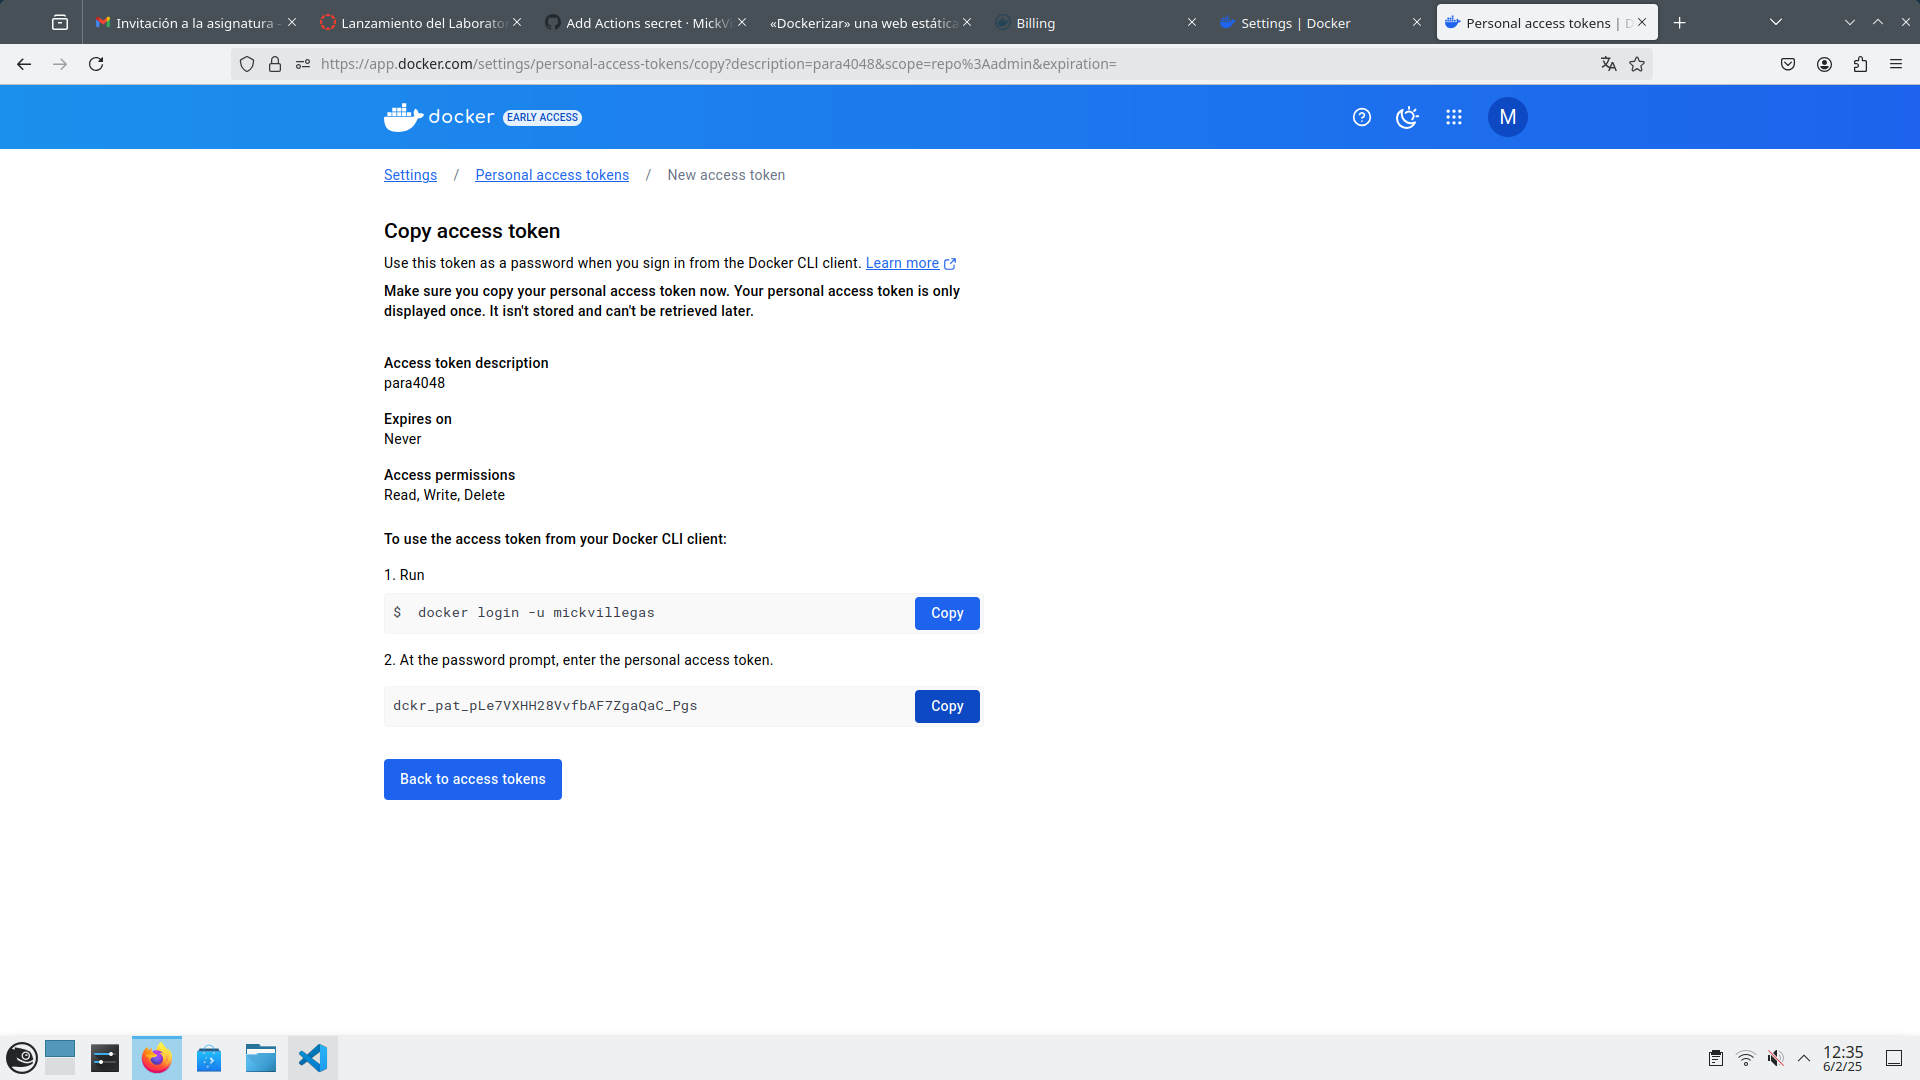 Invitación a la asignatura -
Lanzamiento del Laborato
Add Actions secret · MickVi
«Dockerizar» una web estática
Billing
Settings | Docker
Personal access tokens | D
https://app.docker.com/settings/personal-access-tokens/copy?description=para4048&scope=repo%3Aadmin&expiration=
docker EARLY ACCESS
M
Settings / Personal access tokens / New access token
Copy access token
Use this token as a password when you sign in from the Docker CLI client. Learn more
Make sure you copy your personal access token now. Your personal access token is only
displayed once. It isn't stored and can't be retrieved later.
Access token description
para4048
Expires on
Never
Access permissions
Read, Write, Delete
To use the access token from your Docker CLI client:
1. Run
$ docker login -u mickvillegas
Copy
2. At the password prompt, enter the personal access token.
dckr_pat_pLe7VXHH28VvfbAF7ZgaQaC_Pgs
Copy
Back to access tokens
12:35
6/2/25